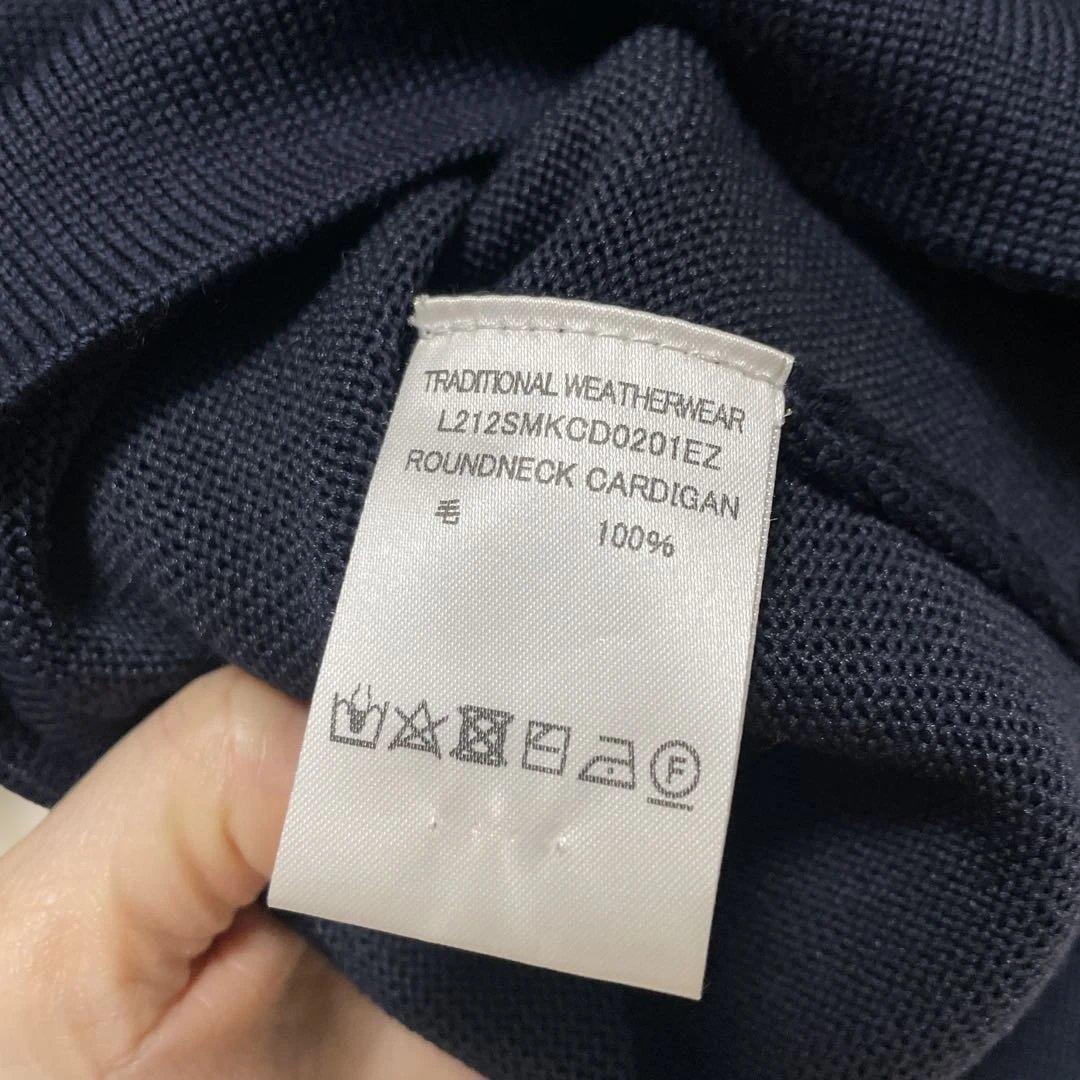 TRADITIONAL WEATHERWEAR
L212SMKCD0201EZ
ROUNDNECK CARDIGAN
毛 100%
F